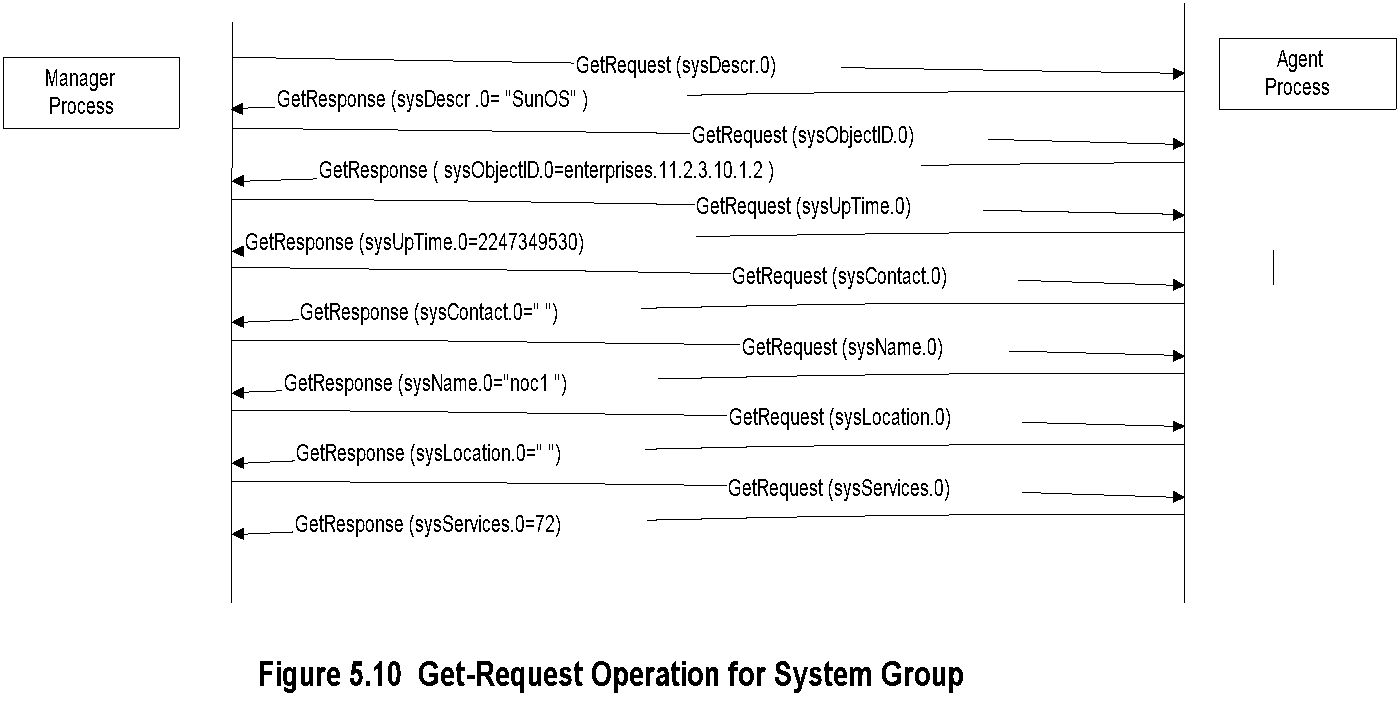 Manager
Process
Agent
Process
GetRequest (sysDescr.0)
GetResponse (sysDescr .0= "SunOS" )
GetRequest (sysObjectID.0)
GetResponse ( sysObjectID.0=enterprises.11.2.3.10.1.2 )
GetRequest (sysUpTime.0)
GetResponse (sysUpTime.0=2247349530)
GetRequest (sysContact.0)
GetResponse (sysContact.0=" ")
GetRequest (sysName.0)
GetResponse (sysName.0="noc1 ")
GetRequest (sysLocation.0)
GetResponse (sysLocation.0=" ")
GetRequest (sysServices.0)
GetResponse (sysServices.0=72)
Figure 5.10 Get-Request Operation for System Group